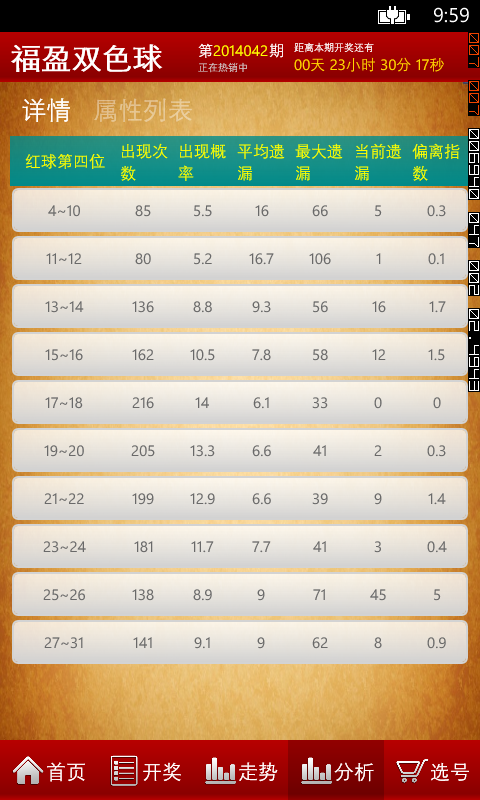 9:59
福盈双色球
第2014042期
正在热销中
距离本期开奖还有
00天 23小时 30分 17秒
详情 属性列表
红球第四位 出现次数 出现概率 平均遗漏 最大遗漏 当前遗漏 偏离指数
4~10 85 5.5 16 66 5 0.3
11~12 80 5.2 16.7 106 1 0.1
13~14 136 8.8 9.3 56 16 1.7
15~16 162 10.5 7.8 58 12 1.5
17~18 216 14 6.1 33 0 0
19~20 205 13.3 6.6 41 2 0.3
21~22 199 12.9 6.6 39 9 1.4
23~24 181 11.7 7.7 41 3 0.4
25~26 138 8.9 9 71 45 5
27~31 141 9.1 9 62 8 0.9
首页 开奖 走势 分析 选号